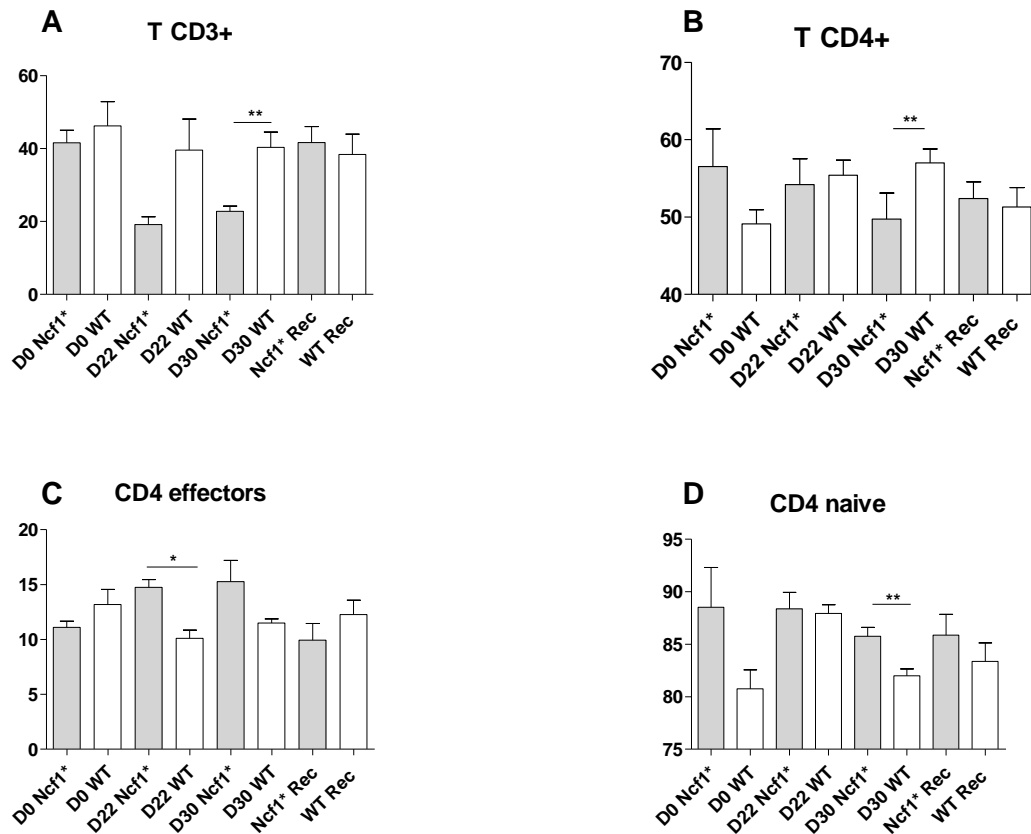 A
T CD3+
60
40
20
0
**
D0 Ncf1*
D0 WT
D22 Ncf1*
D22 WT
D30 Ncf1*
D30 WT
Ncf1* Rec
WT Rec
B
T CD4+
70
60
50
40
**
D0 Ncf1*
D0 WT
D22 Ncf1*
D22 WT
D30 Ncf1*
D30 WT
Ncf1* Rec
WT Rec
C
CD4 effectors
20
15
10
5
0
*
D0 Ncf1*
D0 WT
D22 Ncf1*
D22 WT
D30 Ncf1*
D30 WT
Ncf1* Rec
WT Rec
D
CD4 naive
95
90
85
80
75
**
D0 Ncf1*
D0 WT
D22 Ncf1*
D22 WT
D30 Ncf1*
D30 WT
Ncf1* Rec
WT Rec